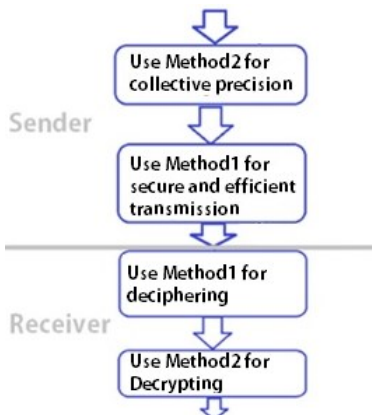 Use Method2 for
collective precision
Sender
Use Method1 for
secure and efficient
transmission
Use Method1 for
deciphering
Receiver
Use Method2 for
Decrypting